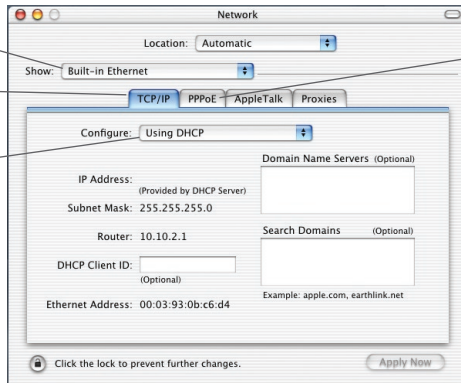 Network
Location: Automatic
Show: Built-in Ethernet
TCP/IP PPPoE AppleTalk Proxies
Configure: Using DHCP
Domain Name Servers (Optional)
IP Address:
(Provided by DHCP Server)
Subnet Mask: 255.255.255.0
Router: 10.10.2.1
Search Domains (Optional)
DHCP Client ID:
(Optional)
Example: apple.com, earthlink.net
Ethernet Address: 00:03:93:0b:c6:d4
Click the lock to prevent further changes.
Apply Now